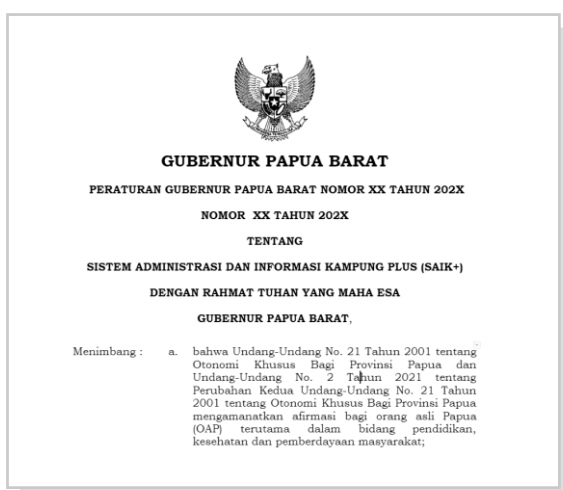 GUBERNUR PAPUA BARAT
PERATURAN GUBERNUR PAPUA BARAT NOMOR XX TAHUN 202X
NOMOR XX TAHUN 202X
TENTANG
SISTEM ADMINISTRASI DAN INFORMASI KAMPUNG PLUS (SAIK+)
DENGAN RAHMAT TUHAN YANG MAHA ESA
GUBERNUR PAPUA BARAT,
Menimbang : a. bahwa Undang-Undang No. 21 Tahun 2001 tentang
Otonomi Khusus Bagi Provinsi Papua dan
Undang-Undang No. 2 Tahun 2021 tentang
Perubahan Kedua Undang-Undang No. 21 Tahun
2001 tentang Otonomi Khusus Bagi Provinsi Papua
mengamanatkan afirmasi bagi orang asli Papua
(OAP) terutama dalam bidang pendidikan,
kesehatan dan pemberdayaan masyarakat;